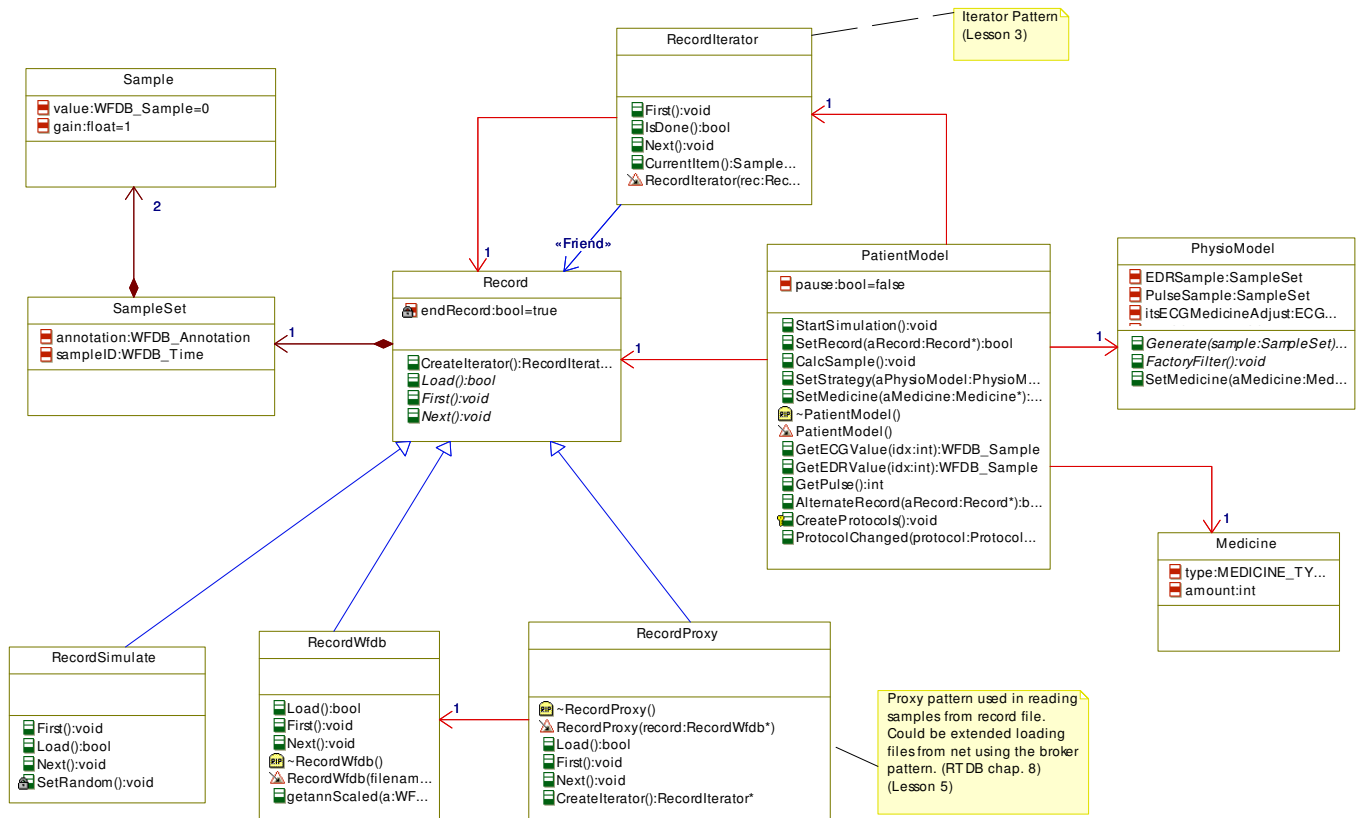 Iterator Pattern
(Lesson 3)
RecordIterator
First():void
IsDone():bool
Next():void
CurrentItem():Sample...
RecordIterator(rec:Rec...
Sample
value:WFDB_Sample=0
gain:float=1
2
1
1
«Friend»
SampleSet
annotation:WFDB_Annotation
sampleID:WFDB_Time
1
Record
endRecord:bool=true
CreateIterator():RecordIterat...
Load():bool
First():void
Next():void
1
PatientModel
pause:bool=false
StartSimulation():void
SetRecord(aRecord:Record*):bool
CalcSample():void
SetStrategy(aPhysioModel:PhysioM...
SetMedicine(aMedicine:Medicine*):...
RIP ~PatientModel()
PatientModel()
GetECGValue(idx:int):WFDB_Sample
GetEDRValue(idx:int):WFDB_Sample
GetPulse():int
AlternateRecord(aRecord:Record*):b...
CreateProtocols():void
ProtocolChanged(protocol:Protocol...
1
PhysioModel
EDRSample:SampleSet
PulseSample:SampleSet
itsECGMedicineAdjust:ECG...
Generate(sample:SampleSet)...
FactoryFilter():void
SetMedicine(aMedicine:Med...
1
Medicine
type:MEDICINE_TY...
amount:int
RecordSimulate
First():void
Load():bool
Next():void
SetRandom():void
RecordWfdb
Load():bool
First():void
Next():void
RIP ~RecordWfdb()
RecordWfdb(filenam...
getannScaled(a:WF...
1
RecordProxy
RIP ~RecordProxy()
RecordProxy(record:RecordWfdb*)
Load():bool
First():void
Next():void
CreateIterator():RecordIterator*
Proxy pattern used in reading
samples from record file.
Could be extended loading
files from net using the broker
pattern. (RTDB chap. 8)
(Lesson 5)